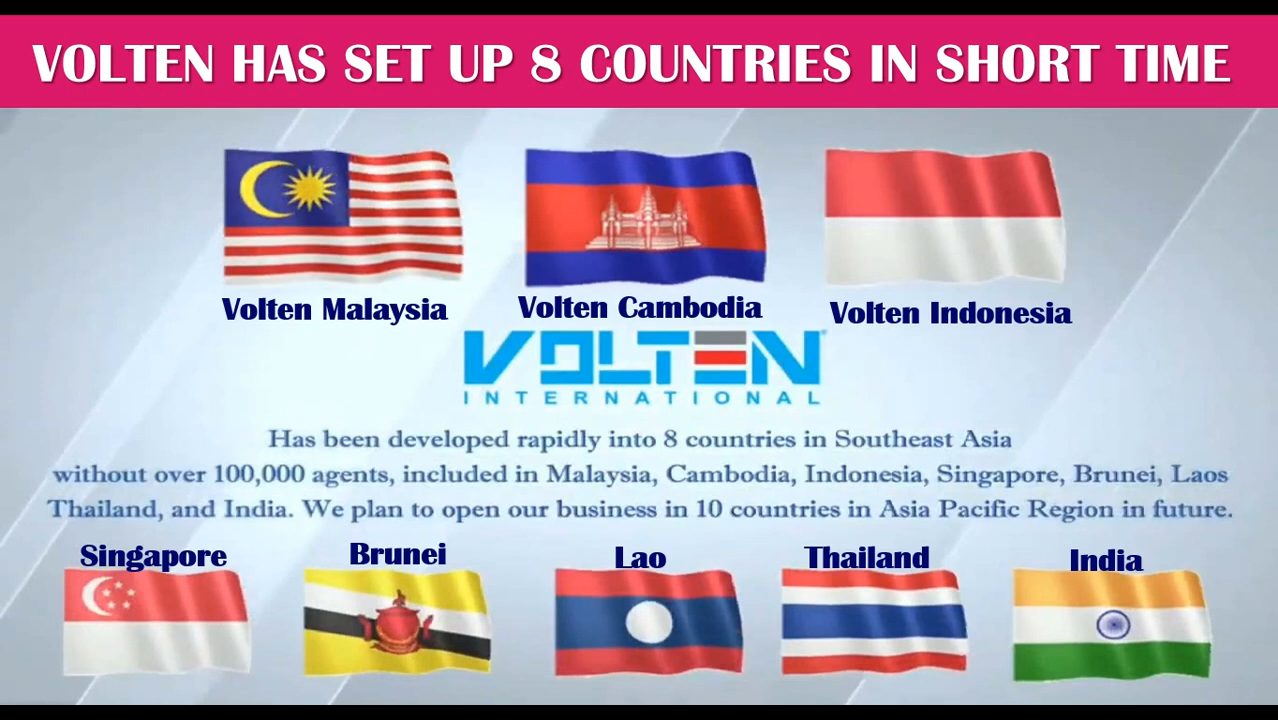 VOLTEN HAS SET UP 8 COUNTRIES IN SHORT TIME
Volten Malaysia
Volten Cambodia
Volten Indonesia
VOLTEN
INTERNATIONAL
Has been developed rapidly into 8 countries in Southeast Asia
without over 100,000 agents, included in Malaysia, Cambodia, Indonesia, Singapore, Brunei, Laos
Thailand, and India. We plan to open our business in 10 countries in Asia Pacific Region in future.
Singapore
Brunei
Lao
Thailand
India